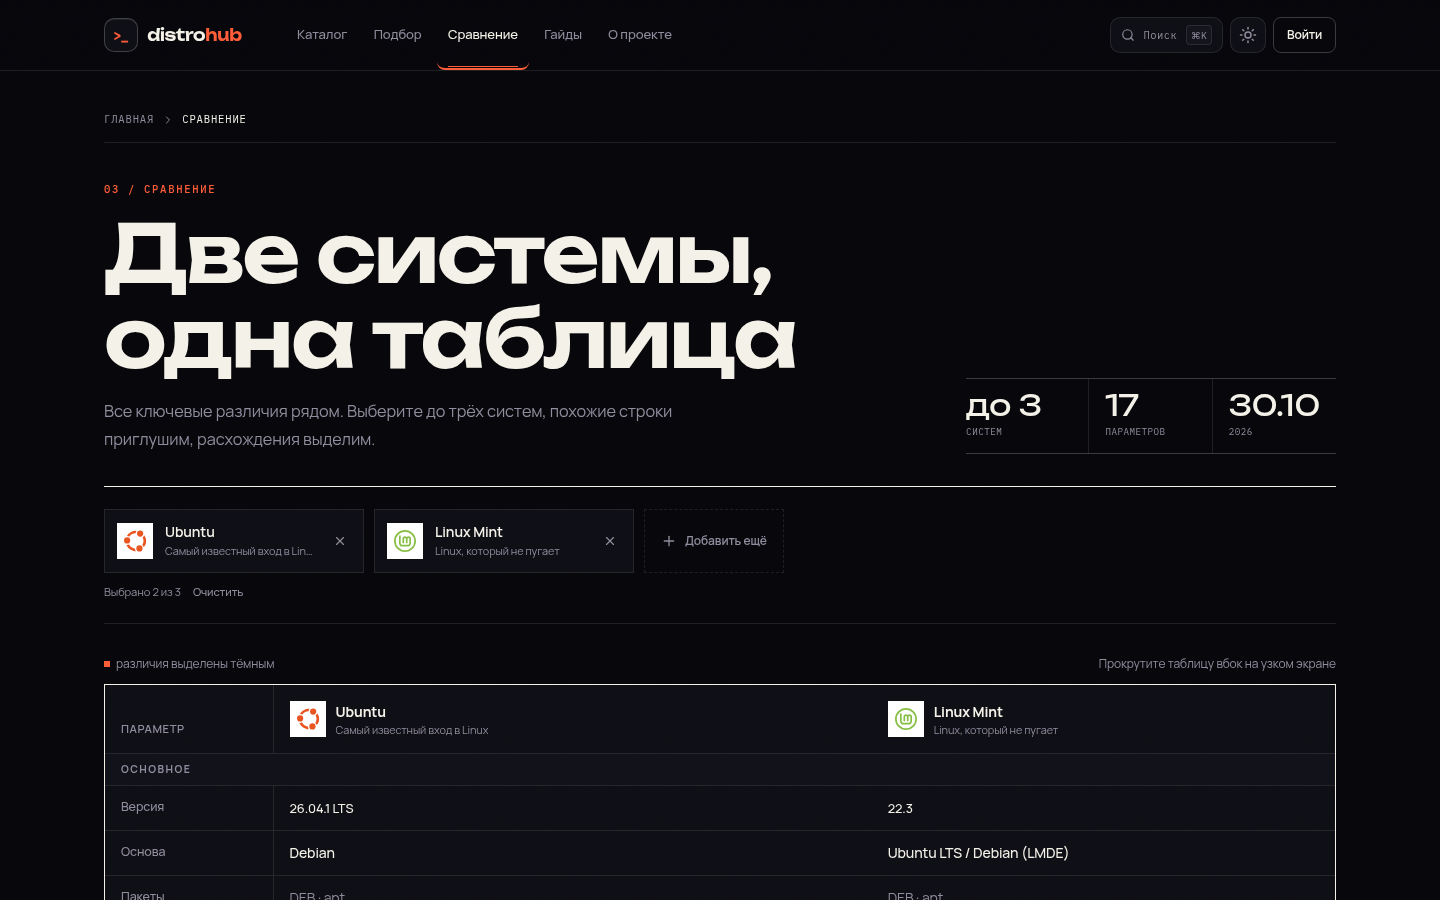 >_ distrohub
Каталог Подбор Сравнение Гайды О проекте
Поиск ⌘K Войти
ГЛАВНАЯ > СРАВНЕНИЕ
03 / СРАВНЕНИЕ
Две системы,
одна таблица
Все ключевые различия рядом. Выберите до трёх систем, похожие строки
приглушим, расхождения выделим.
до 3 17 30.10
СИСТЕМ ПАРАМЕТРОВ 2026
Ubuntu
Самый известный вход в Lin...
Linux Mint
Linux, который не пугает
Добавить ещё
Выбрано 2 из 3 Очистить
различия выделены тёмным
Прокрутите таблицу вбок на узком экране
ПАРАМЕТР
Ubuntu
Самый известный вход в Linux
Linux Mint
Linux, который не пугает
ОСНОВНОЕ
Версия 26.04.1 LTS 22.3
Основа Debian Ubuntu LTS / Debian (LMDE)
Пакеты DEB · apt DEB · apt